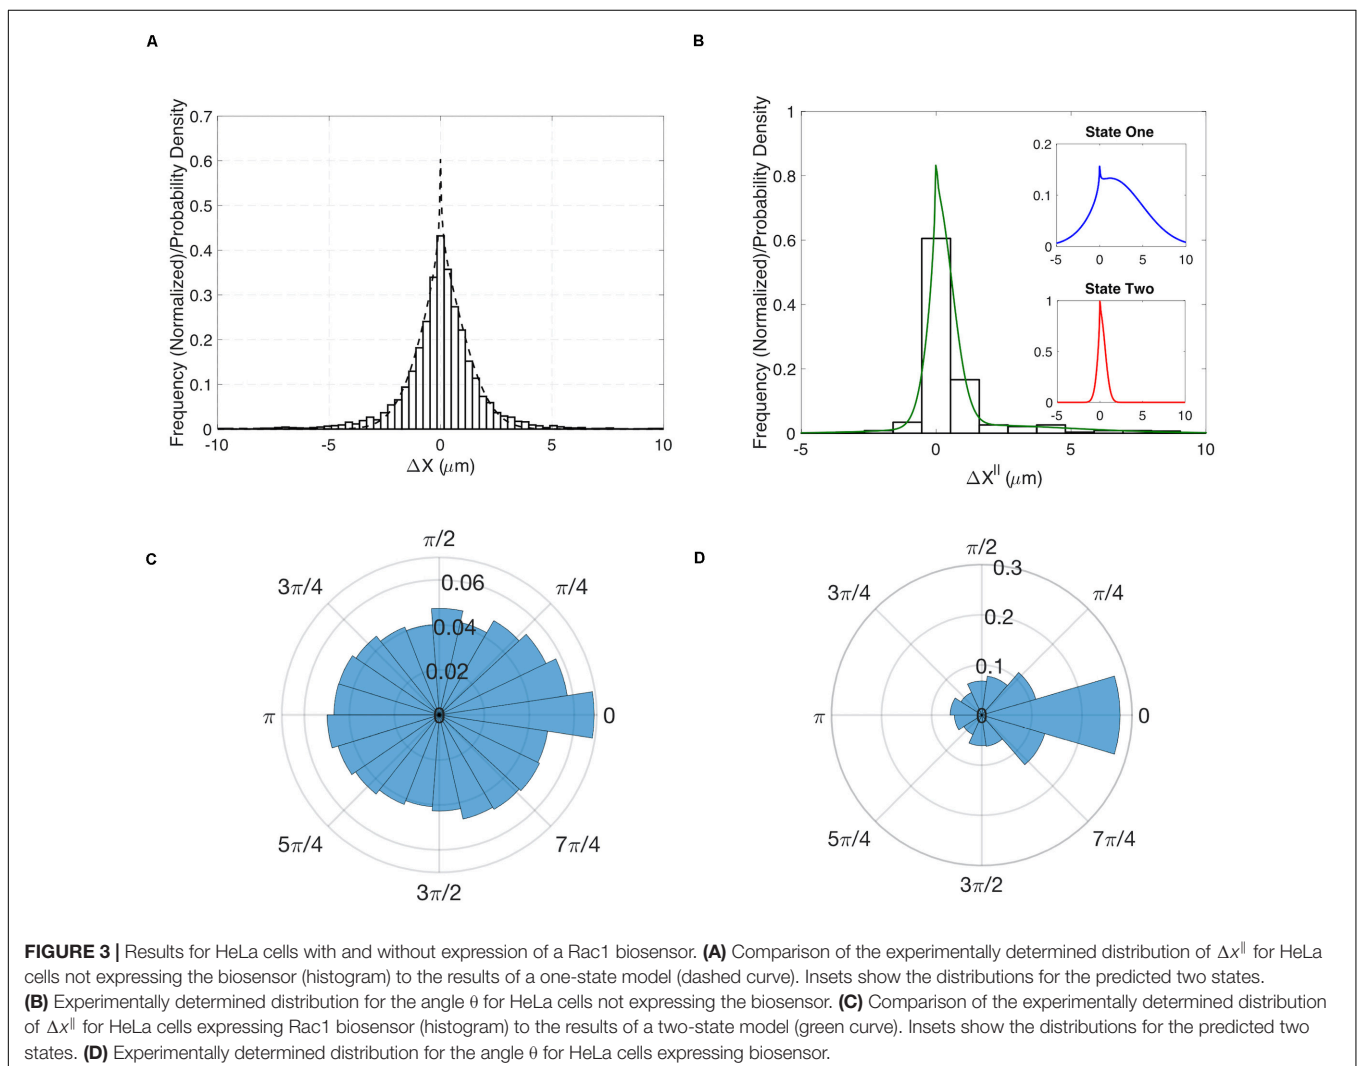 A
B
Frequency (Normalized)/Probability Density
0.7
0.6
0.5
0.4
0.3
0.2
0.1
0
-10
-5
0
5
10
ΔX (μm)
Frequency (Normalized)/Probability Density
1
0.8
0.6
0.4
0.2
0
-5
0
5
10
ΔX^|| (μm)
State One
0.2
0.1
0
-5
0
5
10
State Two
1
0.5
0
-5
0
5
10
C
π/2
3π/4
π/4
0.06
0.04
0.02
0
π
0
5π/4
7π/4
3π/2
D
π/2
0.3
3π/4
π/4
0.2
0.1
0
π
0
5π/4
7π/4
3π/2
FIGURE 3 | Results for HeLa cells with and without expression of a Rac1 biosensor. (A) Comparison of the experimentally determined distribution of Δx^|| for HeLa
cells not expressing the biosensor (histogram) to the results of a one-state model (dashed curve). Insets show the distributions for the predicted two states.
(B) Experimentally determined distribution for the angle θ for HeLa cells not expressing the biosensor. (C) Comparison of the experimentally determined distribution
of Δx^|| for HeLa cells expressing Rac1 biosensor (histogram) to the results of a two-state model (green curve). Insets show the distributions for the predicted two
states. (D) Experimentally determined distribution for the angle θ for HeLa cells expressing biosensor.